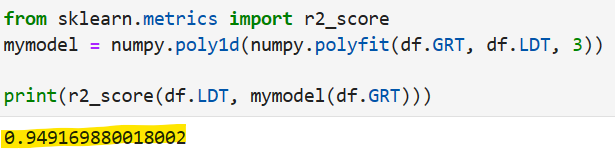 from sklearn.metrics import r2_score
mymodel = numpy.poly1d(numpy.polyfit(df.GRT, df.LDT, 3))
print(r2_score(df.LDT, mymodel(df.GRT)))
0.949169880018002